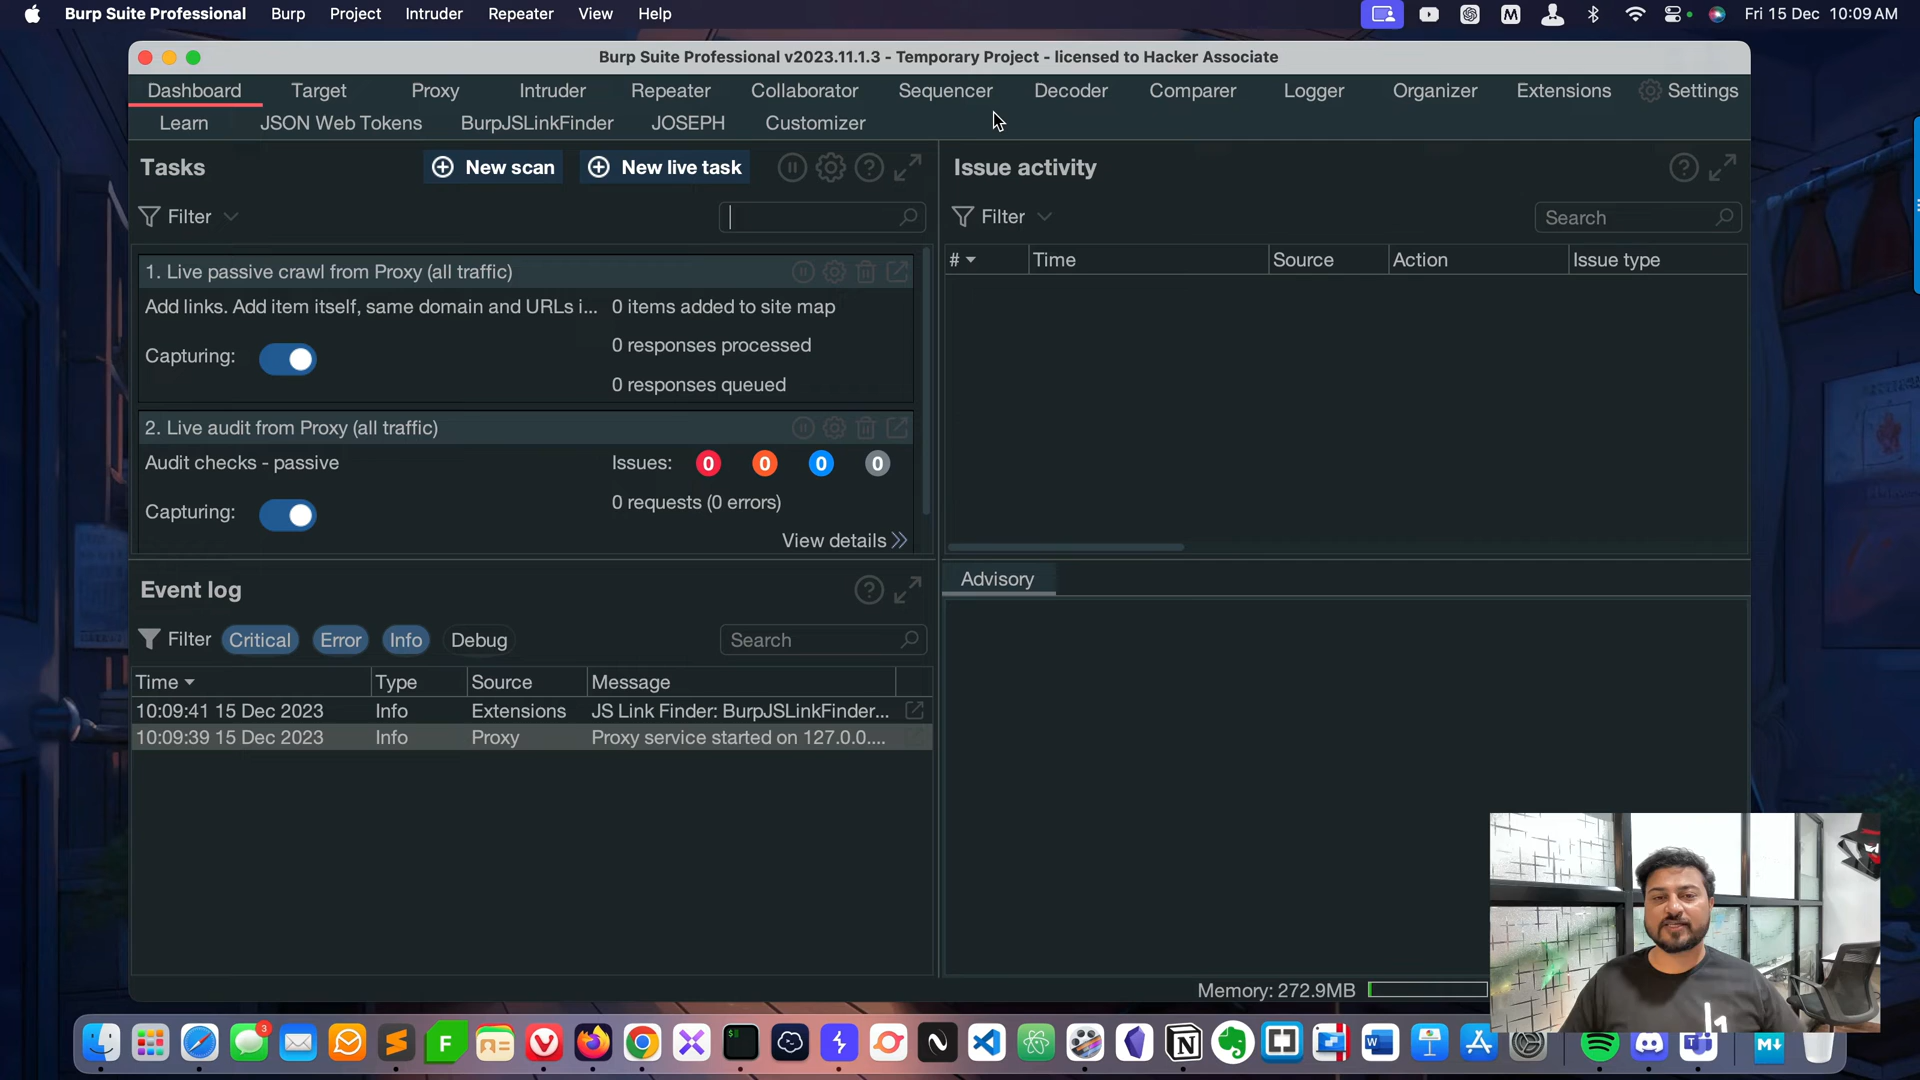 Burp Suite Professional Burp Project Intruder Repeater View Help Fri 15 Dec 10:09 AM
Burp Suite Professional v2023.11.1.3 - Temporary Project - licensed to Hacker Associate
Dashboard Target Proxy Intruder Repeater Collaborator Sequencer Decoder Comparer Logger Organizer Extensions Settings
Learn JSON Web Tokens BurpJSLinkFinder JOSEPH Customizer
Tasks New scan New live task
Filter
1. Live passive crawl from Proxy (all traffic)
Add links. Add item itself, same domain and URLs i... 0 items added to site map
0 responses processed
Capturing:
0 responses queued
2. Live audit from Proxy (all traffic)
Audit checks - passive Issues: 0 0 0 0
0 requests (0 errors)
Capturing:
View details
Issue activity
Filter Search
# Time Source Action Issue type
Event log
Filter Critical Error Info Debug Search
Time Type Source Message
10:09:41 15 Dec 2023 Info Extensions JS Link Finder: BurpJSLinkFinder...
10:09:39 15 Dec 2023 Info Proxy Proxy service started on 127.0.0....
Advisory
Memory: 272.9MB
3